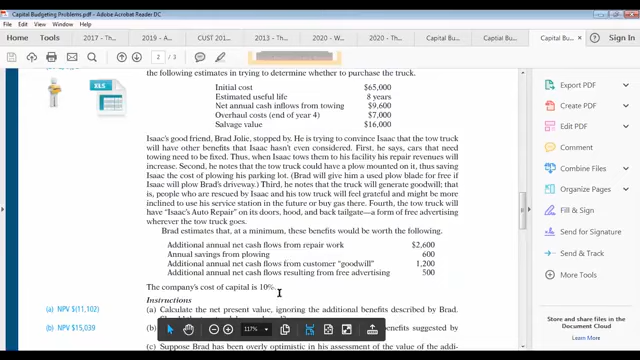 Capital Budgeting Problems.pdf - Adobe Acrobat Reader DC
File Edit View Window Help
Home Tools 2017 - Th... 2019 - A... CUST 201... 2013 - Th... 2020 - W... 2020 - W... Capital Bu... Captial Bu... Capital Bu... Sign In
2 / 3
the following estimates in trying to determine whether to purchase the truck.
Initial cost $65,000
Estimated useful life 8 years
Net annual cash inflows from towing $9,600
Overhaul costs (end of year 4) $7,000
Salvage value $16,000
XLS
Isaac's good friend, Brad Jolie, stopped by. He is trying to convince Isaac that the tow truck
will have other benefits that Isaac hasn't even considered. First, he says, cars that need
towing need to be fixed. Thus, when Isaac tows them to his facility his repair revenues will
increase. Second, he notes that the tow truck could have a plow mounted on it, thus saving
Isaac the cost of plowing his parking lot. (Brad will give him a used plow blade for free if
Isaac will plow Brad's driveway.) Third, he notes that the truck will generate goodwill; that
is, people who are rescued by Isaac and his tow truck will feel grateful and might be more
inclined to use his service station in the future or buy gas there. Fourth, the tow truck will
have "Isaac's Auto Repair" on its doors, hood, and back tailgate—a form of free advertising
wherever the tow truck goes.
Brad estimates that, at a minimum, these benefits would be worth the following.
Additional annual net cash flows from repair work $2,600
Annual savings from plowing 600
Additional annual net cash flows from customer "goodwill" 1,200
Additional annual net cash flows resulting from free advertising 500
The company's cost of capital is 10%.
Instructions
(a) NPV $(11,102)
(a) Calculate the net present value, ignoring the additional benefits described by Brad.
(b) NPV $15,039
(b)
benefits suggested by
117%
(c) Suppose Brad has been overly optimistic in his assessment of the value of the addi-
Export PDF
Create PDF
Edit PDF
Comment
Combine Files
Organize Pages
Fill & Sign
Send for Signature
Send & Track
More Tools
Store and share files in the
Document Cloud
Learn More